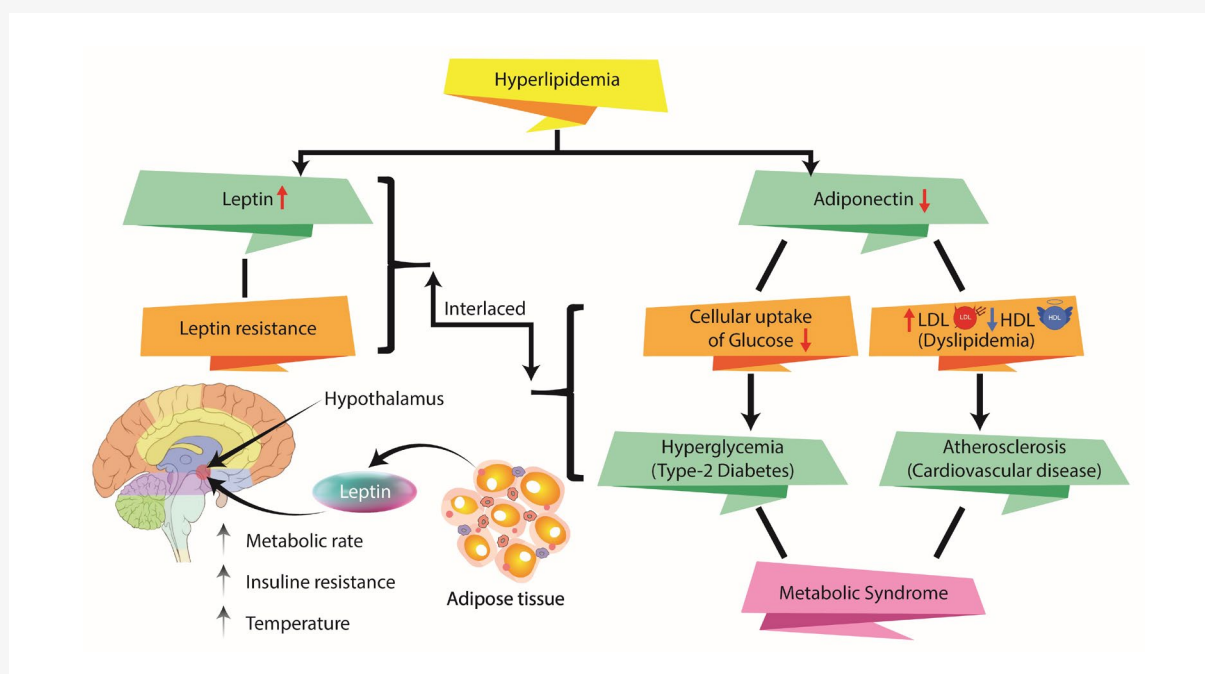 Hyperlipidemia
Leptin
Adiponectin
Interlaced
Leptin resistance
Cellular uptake
of Glucose
LDL LDL HDL HDL
(Dyslipidemia)
Hypothalamus
Hyperglycemia
(Type-2 Diabetes)
Atherosclerosis
(Cardiovascular disease)
Leptin
Metabolic rate
Insuline resistance
Temperature
Adipose tissue
Metabolic Syndrome